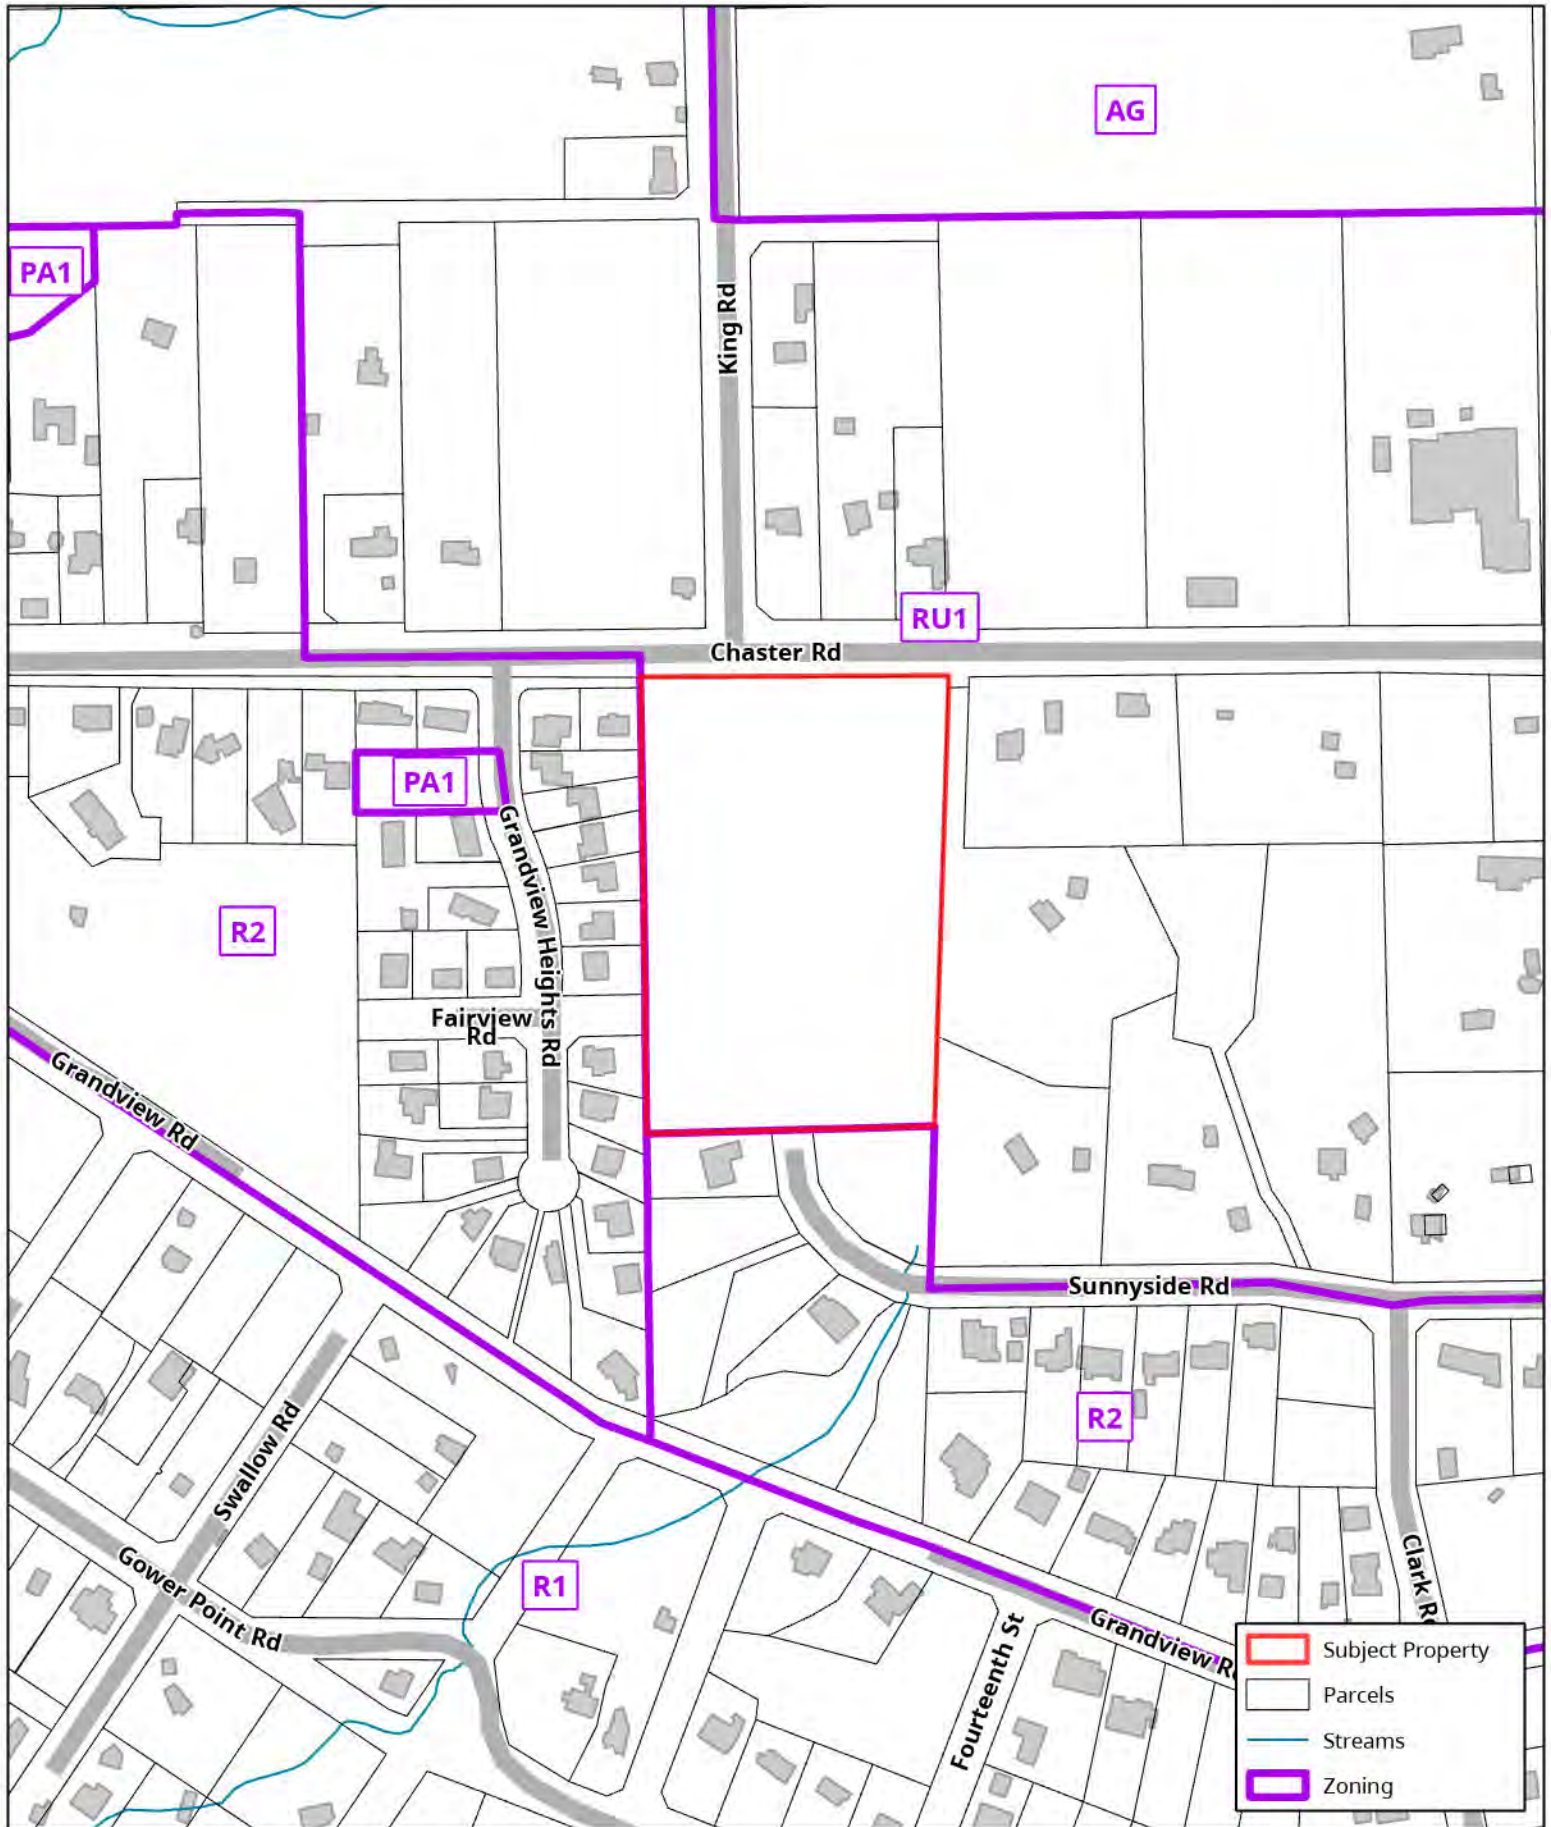 AG
PA1
King Rd
RU1
Chaster Rd
PA1
Grandview Heights Rd
R2
Fairview
Rd
Grandview Rd
Sunnyside Rd
R2
Swallow Rd
Clark Rd
Gower Point Rd
R1
Fourteenth St
Grandview Rd
Subject Property
Parcels
Streams
Zoning